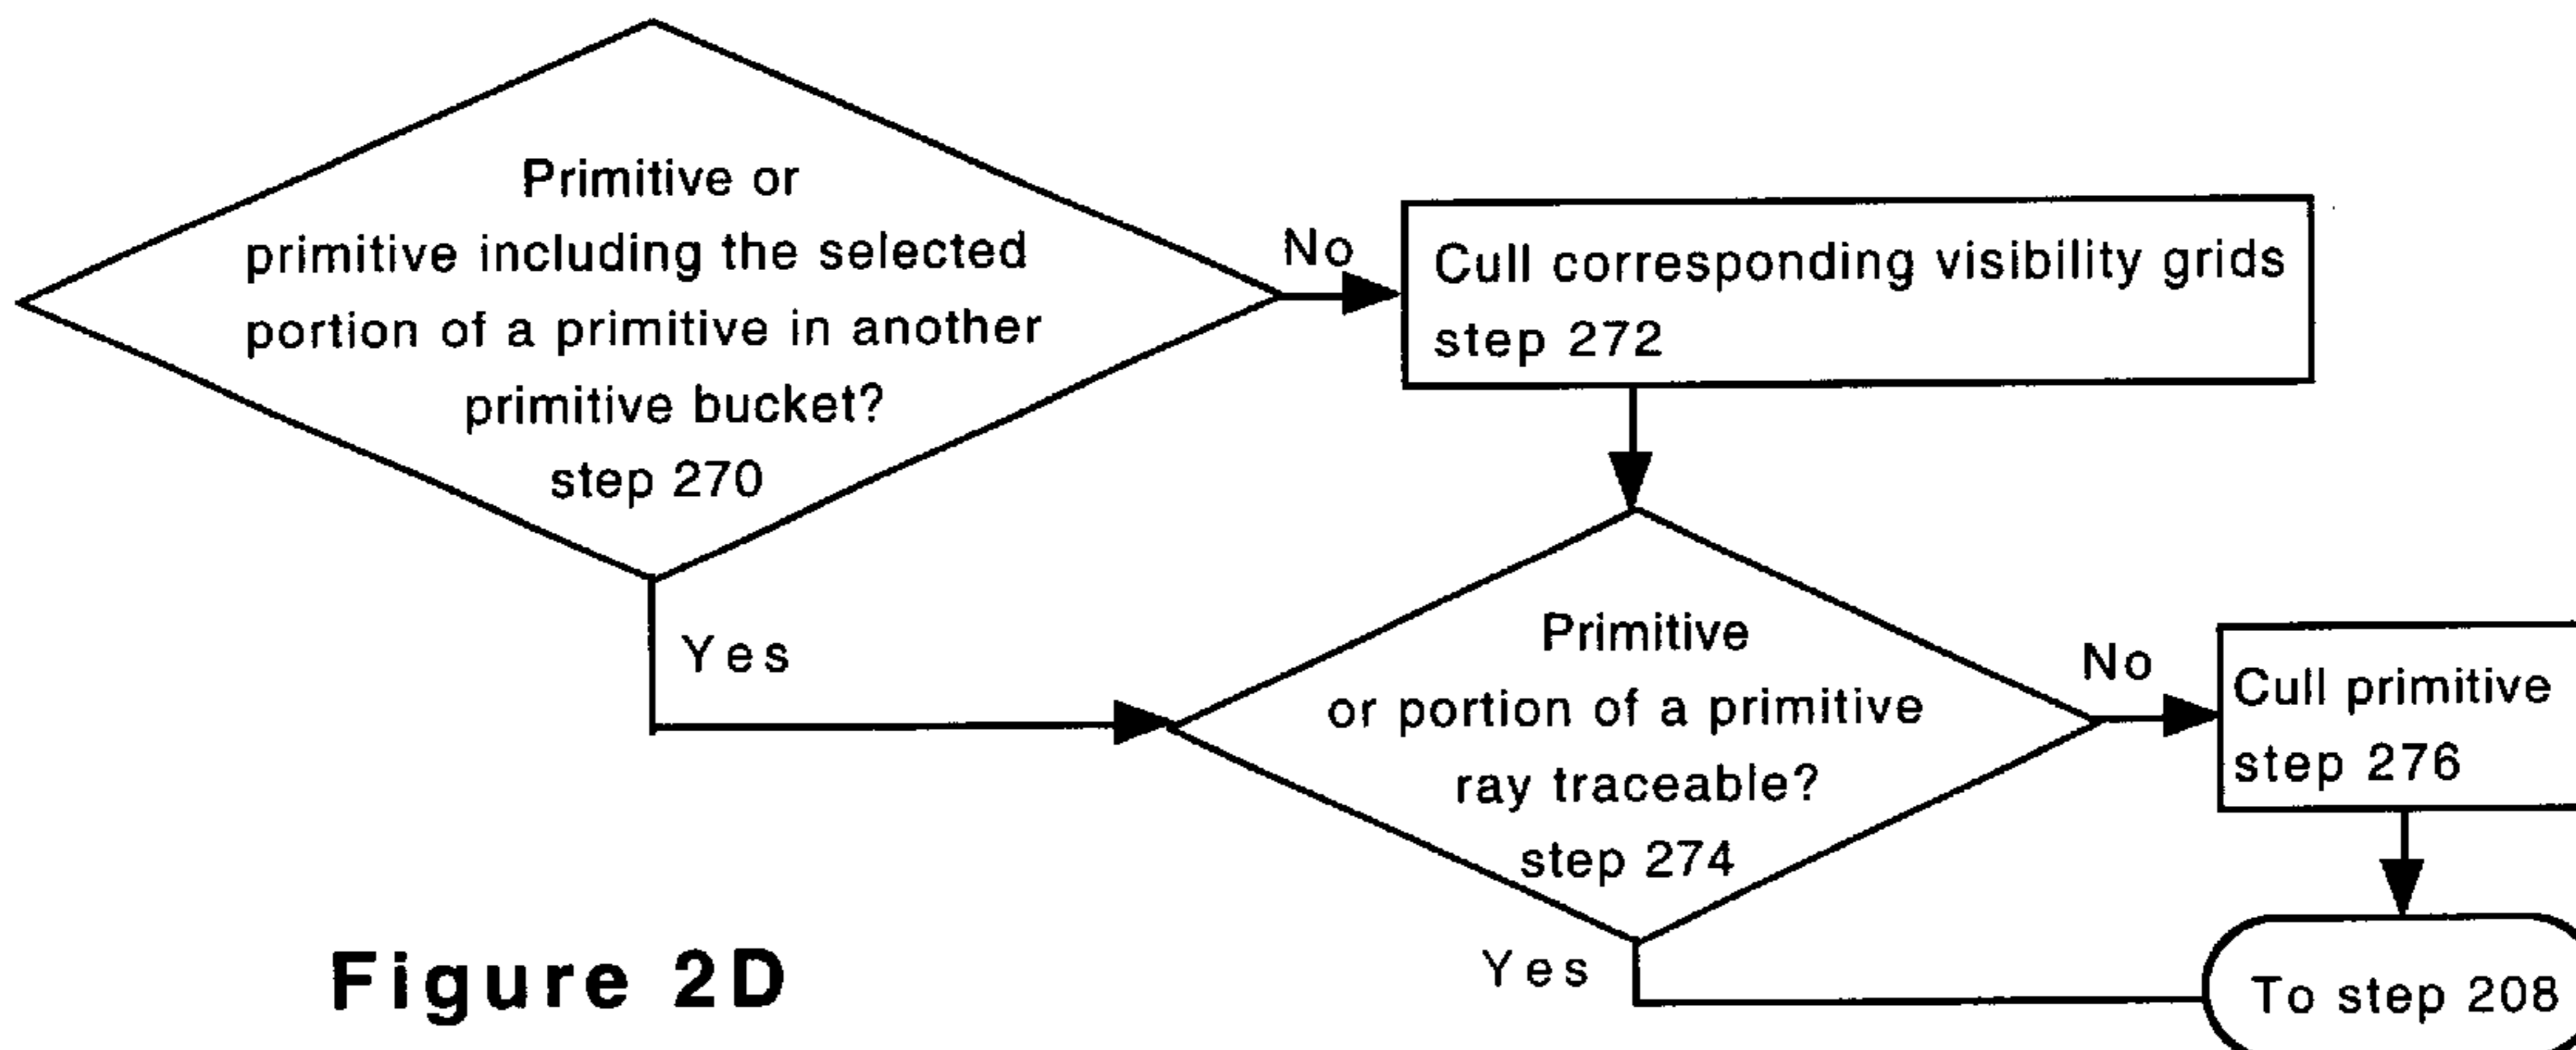 Primitive or
primitive including the selected
portion of a primitive in another
primitive bucket?
step 270
No
Cull corresponding visibility grids
step 272
Yes
Primitive
or portion of a primitive
ray traceable?
step 274
No
Cull primitive
step 276
Yes
To step 208
Figure 2D